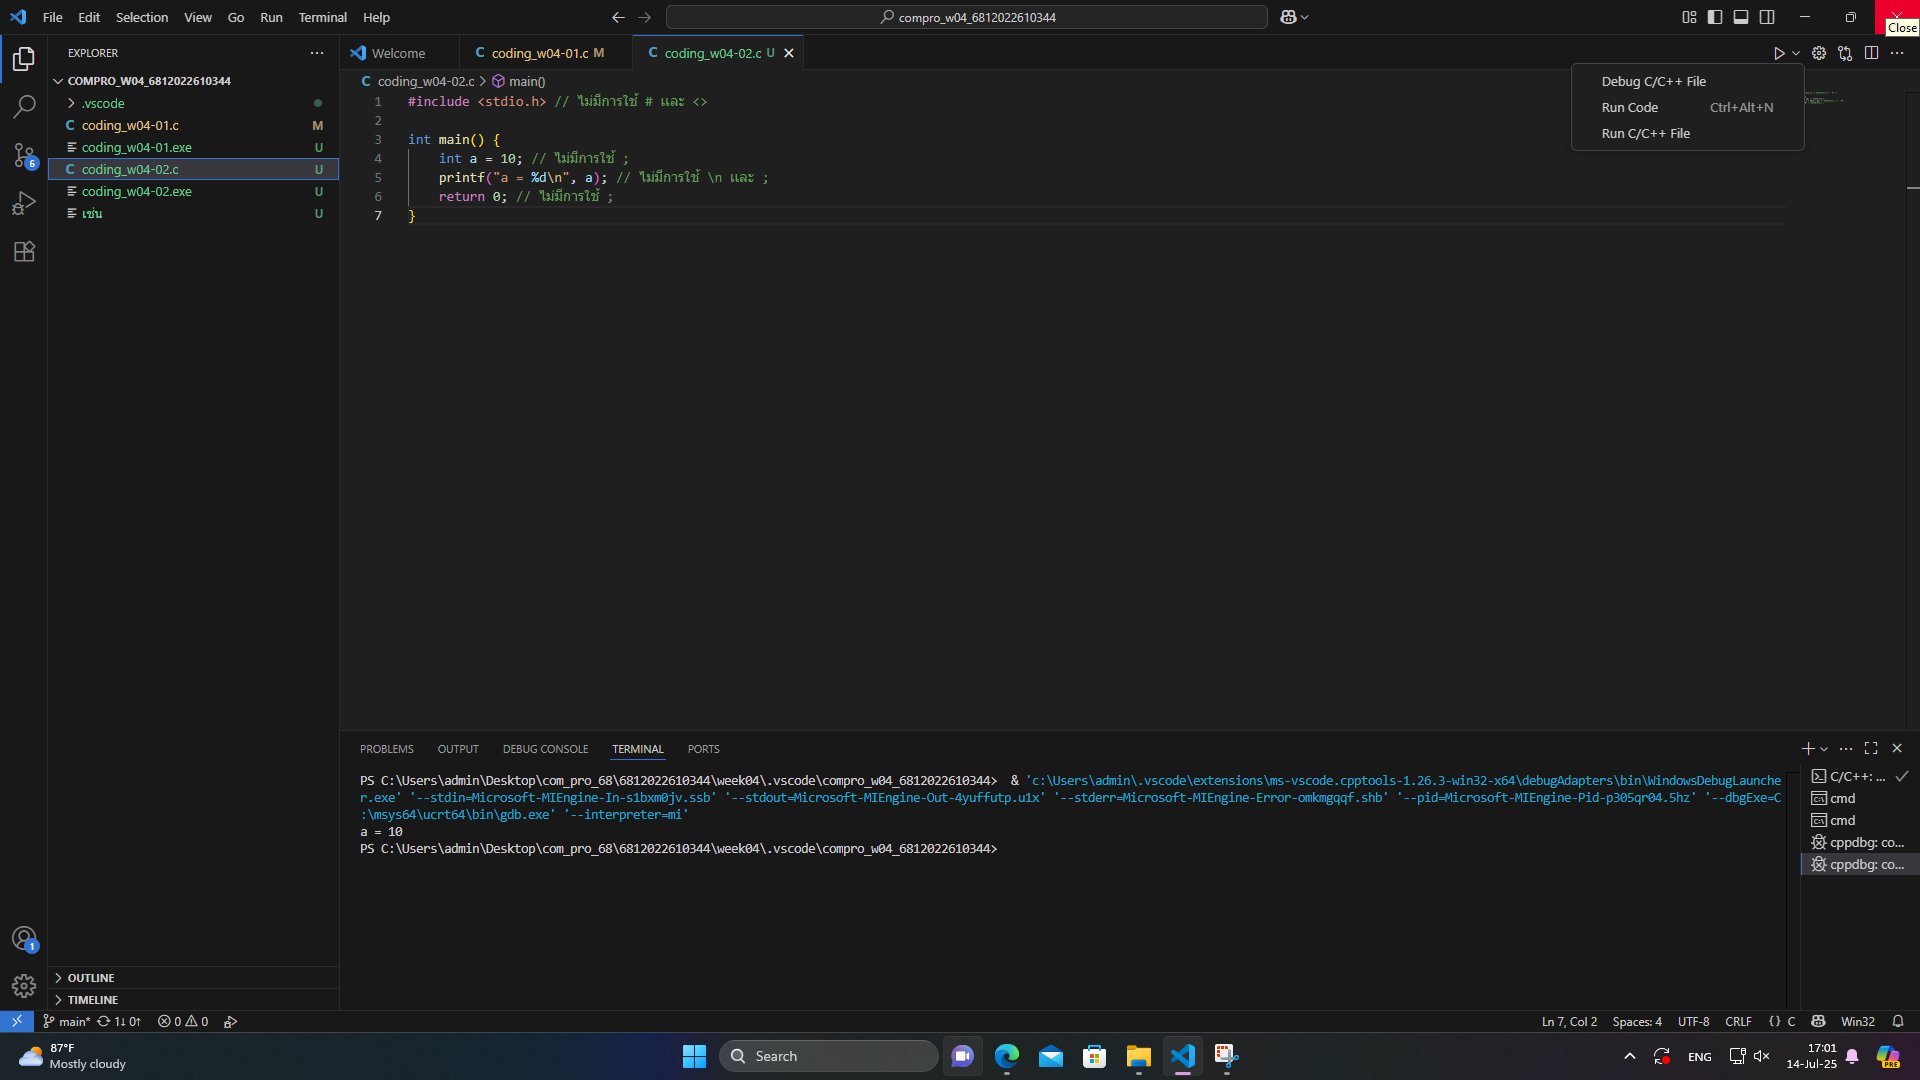 File Edit Selection View Go Run Terminal Help
compro_w04_6812022610344
Close
EXPLORER
Welcome
coding_w04-01.c M
coding_w04-02.c U
COMPRO_W04_6812022610344
.vscode
coding_w04-01.c M
coding_w04-01.exe U
coding_w04-02.c U
coding_w04-02.exe U
เช่น U
6
coding_w04-02.c > main()
Debug C/C++ File
Run Code Ctrl+Alt+N
Run C/C++ File
1 #include <stdio.h> // ไม่มีการใช้ # และ <>
2
3 int main() {
4 int a = 10; // ไม่มีการใช้ ;
5 printf("a = %d\n", a); // ไม่มีการใช้ \n และ ;
6 return 0; // ไม่มีการใช้ ;
7 }
PROBLEMS OUTPUT DEBUG CONSOLE TERMINAL PORTS
PS C:\Users\admin\Desktop\com_pro_68\6812022610344\week04\.vscode\compro_w04_6812022610344> & 'c:\Users\admin\.vscode\extensions\ms-vscode.cpptools-1.26.3-win32-x64\debugAdapters\bin\WindowsDebugLaunche
r.exe' '--stdin=Microsoft-MIEngine-In-s1bxm0jv.ssb' '--stdout=Microsoft-MIEngine-Out-4yuffutp.u1x' '--stderr=Microsoft-MIEngine-Error-omkmgqqf.shb' '--pid=Microsoft-MIEngine-Pid-p305qr04.5hz' '--dbgExe=C
:\msys64\ucrt64\bin\gdb.exe' '--interpreter=mi'
a = 10
PS C:\Users\admin\Desktop\com_pro_68\6812022610344\week04\.vscode\compro_w04_6812022610344>
C/C++: ...
cmd
cmd
cppdbg: co...
cppdbg: co...
1
OUTLINE
TIMELINE
main* 1↓ 0↑ 0 0
Ln 7, Col 2 Spaces: 4 UTF-8 CRLF {} C Win32
87°F
Mostly cloudy
Search
ENG
17:01
14-Jul-25
PRE